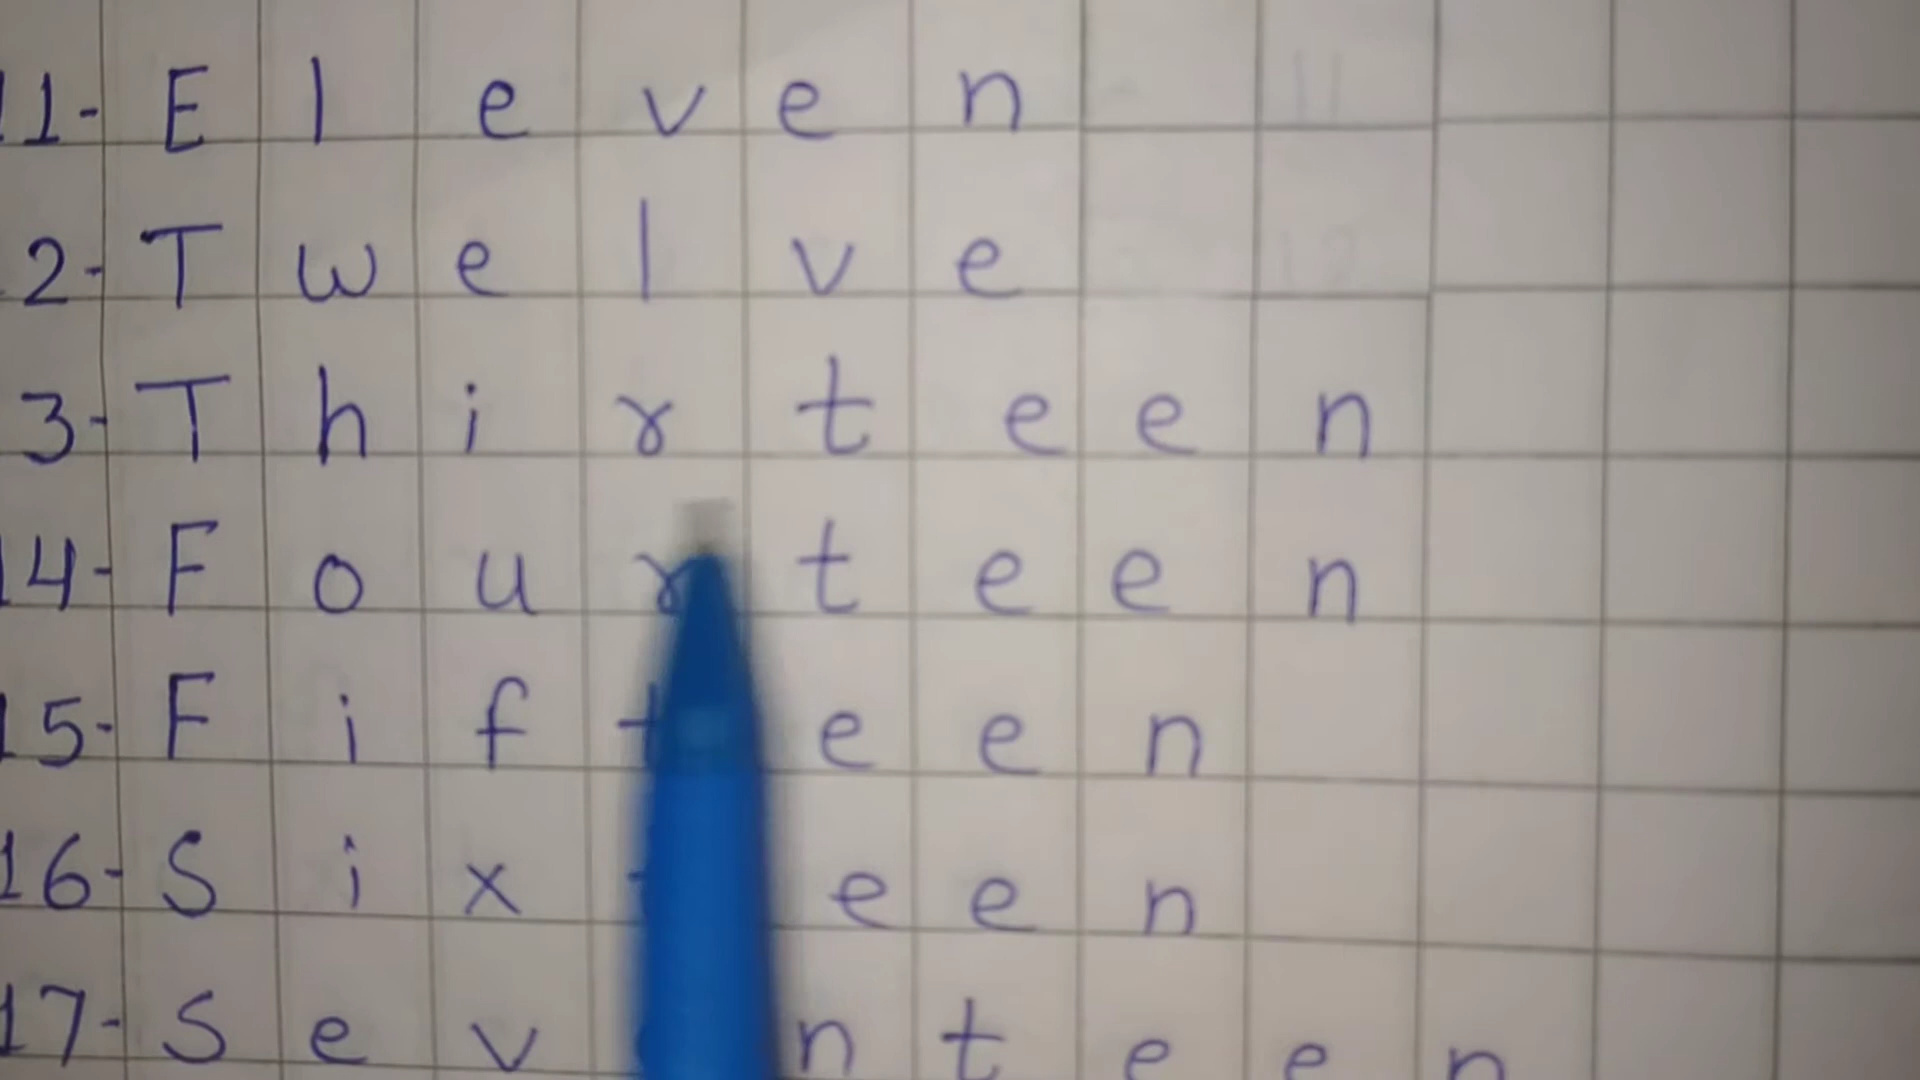 11- Eleven
2- Twelve
3- Thirteen
14- Fourteen
15- Fifteen
16- Sixteen
17- Seventeen